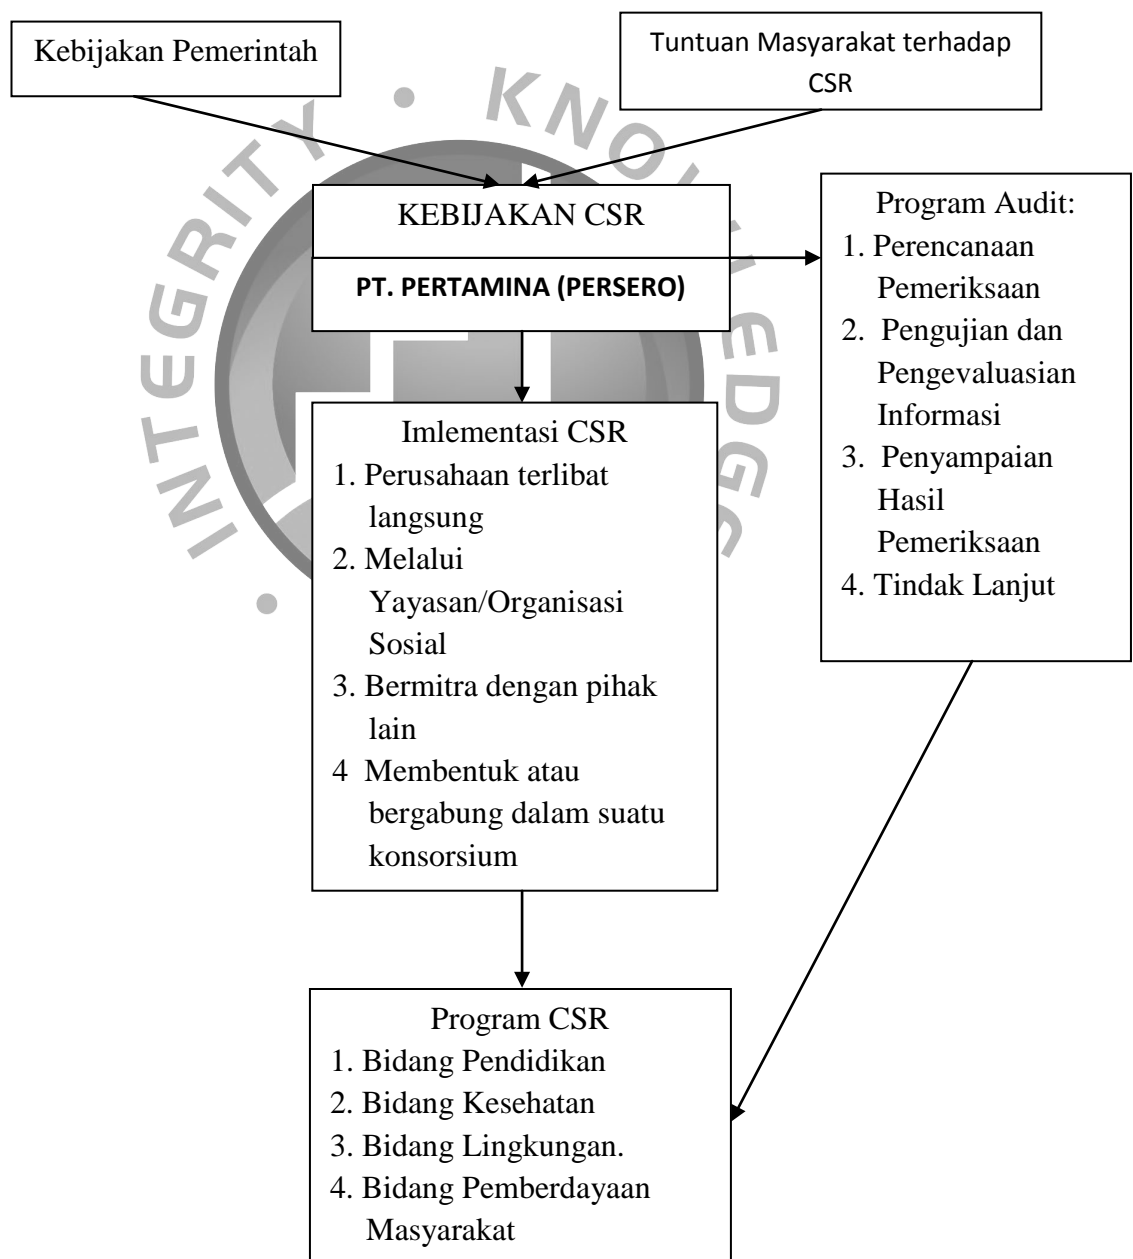 Kebijakan Pemerintah
Tuntuan Masyarakat terhadap
CSR
INTEGRITY • KNOWLEDGE
KEBIJAKAN CSR
PT. PERTAMINA (PERSERO)
Program Audit:
1. Perencanaan
Pemeriksaan
2. Pengujian dan
Pengevaluasian
Informasi
3. Penyampaian
Hasil
Pemeriksaan
4. Tindak Lanjut
Imlementasi CSR
1. Perusahaan terlibat
langsung
2. Melalui
Yayasan/Organisasi
Sosial
3. Bermitra dengan pihak
lain
4 Membentuk atau
bergabung dalam suatu
konsorsium
Program CSR
1. Bidang Pendidikan
2. Bidang Kesehatan
3. Bidang Lingkungan.
4. Bidang Pemberdayaan
Masyarakat